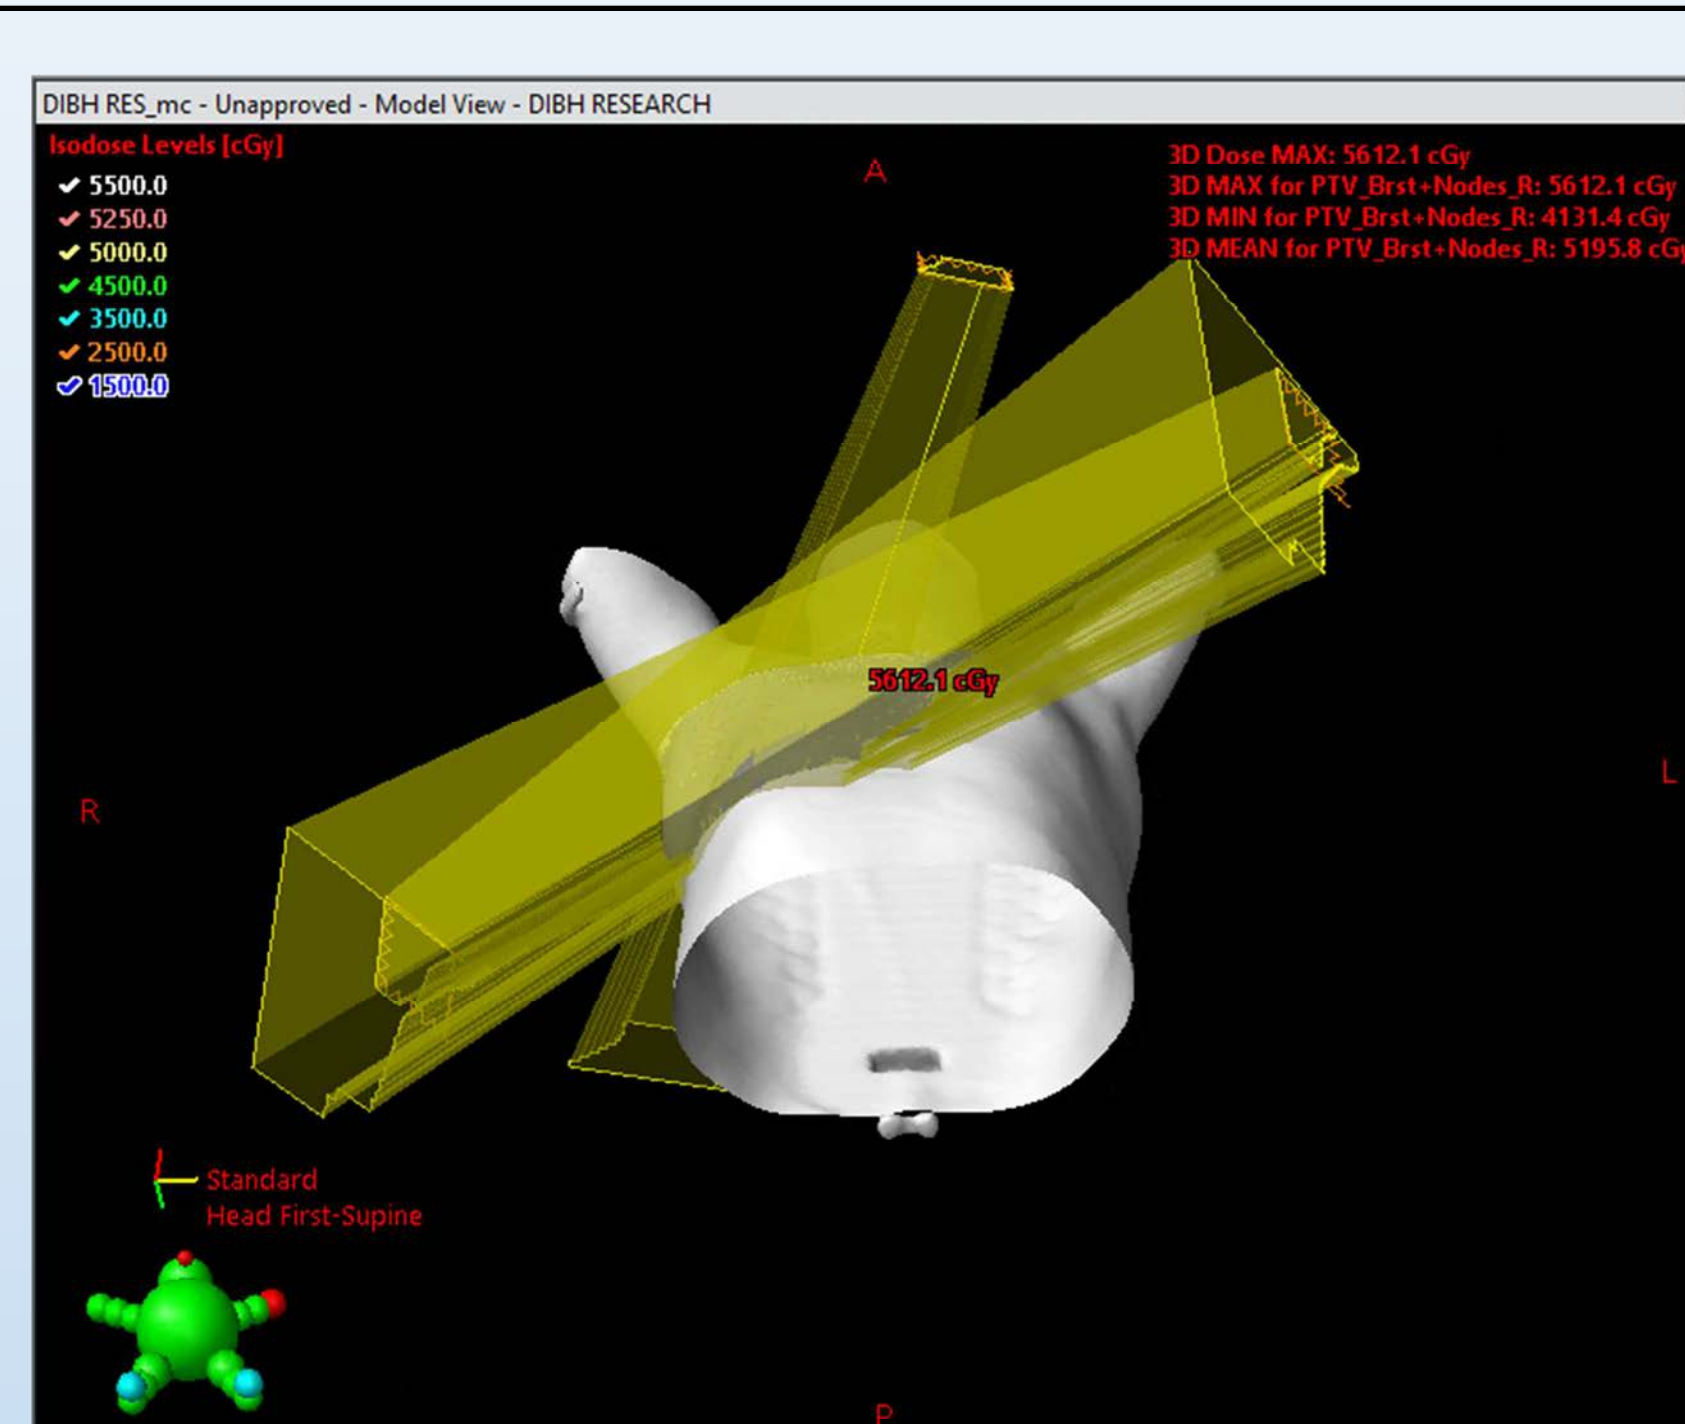 DIBH RES_mc - Unapproved - Model View - DIBH RESEARCH
Isodose Levels [cGy]
5500.0
5250.0
5000.0
4500.0
3500.0
2500.0
1500.0
A
3D Dose MAX: 5612.1 cGy
3D MAX for PTV_Brst+Nodes_R: 5612.1 cGy
3D MIN for PTV_Brst+Nodes_R: 4131.4 cGy
3D MEAN for PTV_Brst+Nodes_R: 5195.8 cGy
5612.1 cGy
R
L
Standard
Head First-Supine
P